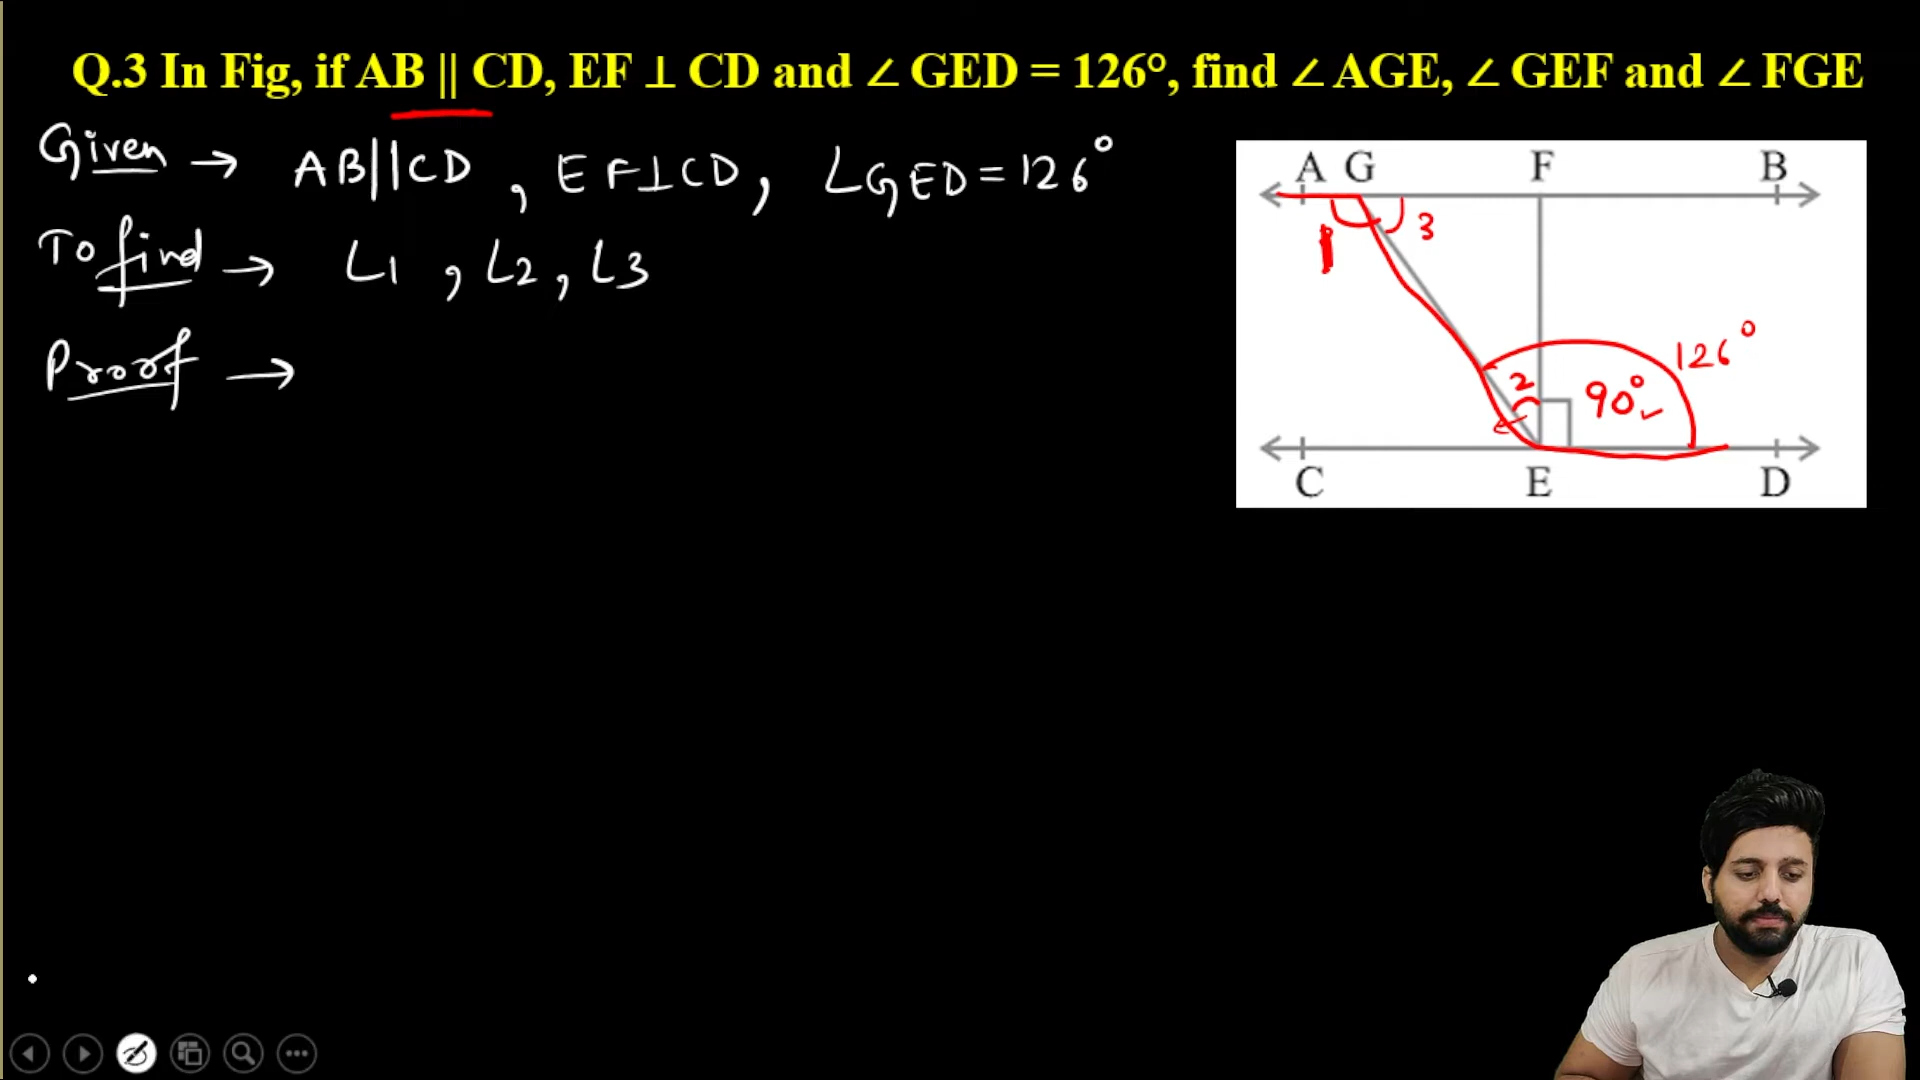 Q.3 In Fig, if AB || CD, EF ⊥ CD and ∠ GED = 126°, find ∠ AGE, ∠ GEF and ∠ FGE
Given → AB||CD , EF⊥CD, ∠GED = 126°
To find → ∠1 , ∠2 , ∠3
Proof →
A G F B
1 3
126°
2 90°
C E D